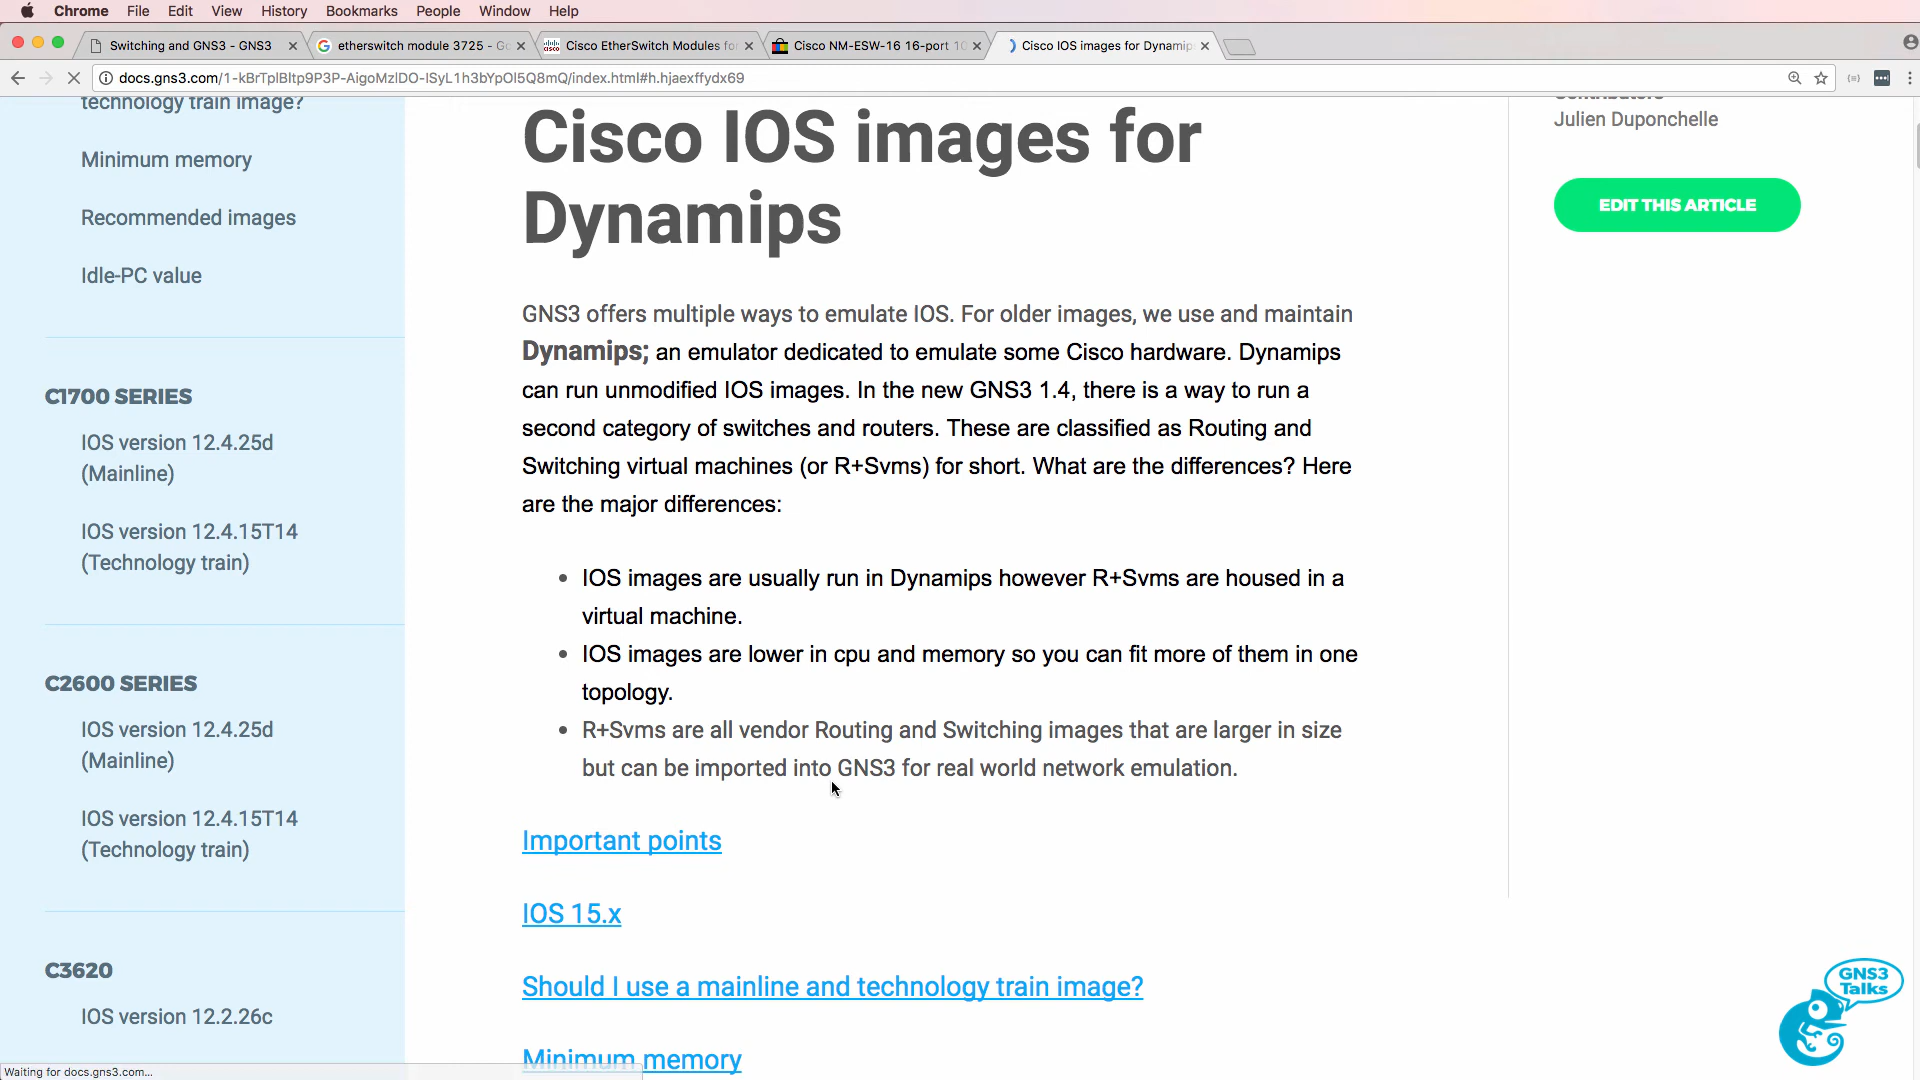 Chrome File Edit View History Bookmarks People Window Help
Switching and GNS3 - GNS3
etherswitch module 3725 - G
Cisco EtherSwitch Modules fo
Cisco NM-ESW-16 16-port 10
Cisco IOS images for Dynamip
docs.gns3.com/1-kBrTplBltp9P3P-AigoMzlDO-lSyL1h3bYpOl5Q8mQ/index.html#h.hjaexffydx69
technology train image?
Minimum memory
Recommended images
Idle-PC value
C1700 SERIES
IOS version 12.4.25d
(Mainline)
IOS version 12.4.15T14
(Technology train)
C2600 SERIES
IOS version 12.4.25d
(Mainline)
IOS version 12.4.15T14
(Technology train)
C3620
IOS version 12.2.26c
Cisco IOS images for
Dynamips
GNS3 offers multiple ways to emulate IOS. For older images, we use and maintain
Dynamips; an emulator dedicated to emulate some Cisco hardware. Dynamips
can run unmodified IOS images. In the new GNS3 1.4, there is a way to run a
second category of switches and routers. These are classified as Routing and
Switching virtual machines (or R+Svms) for short. What are the differences? Here
are the major differences:
• IOS images are usually run in Dynamips however R+Svms are housed in a
virtual machine.
• IOS images are lower in cpu and memory so you can fit more of them in one
topology.
• R+Svms are all vendor Routing and Switching images that are larger in size
but can be imported into GNS3 for real world network emulation.
Important points
IOS 15.x
Should I use a mainline and technology train image?
Minimum memory
Contributors
Julien Duponchelle
EDIT THIS ARTICLE
GNS3
Talks
Waiting for docs.gns3.com...